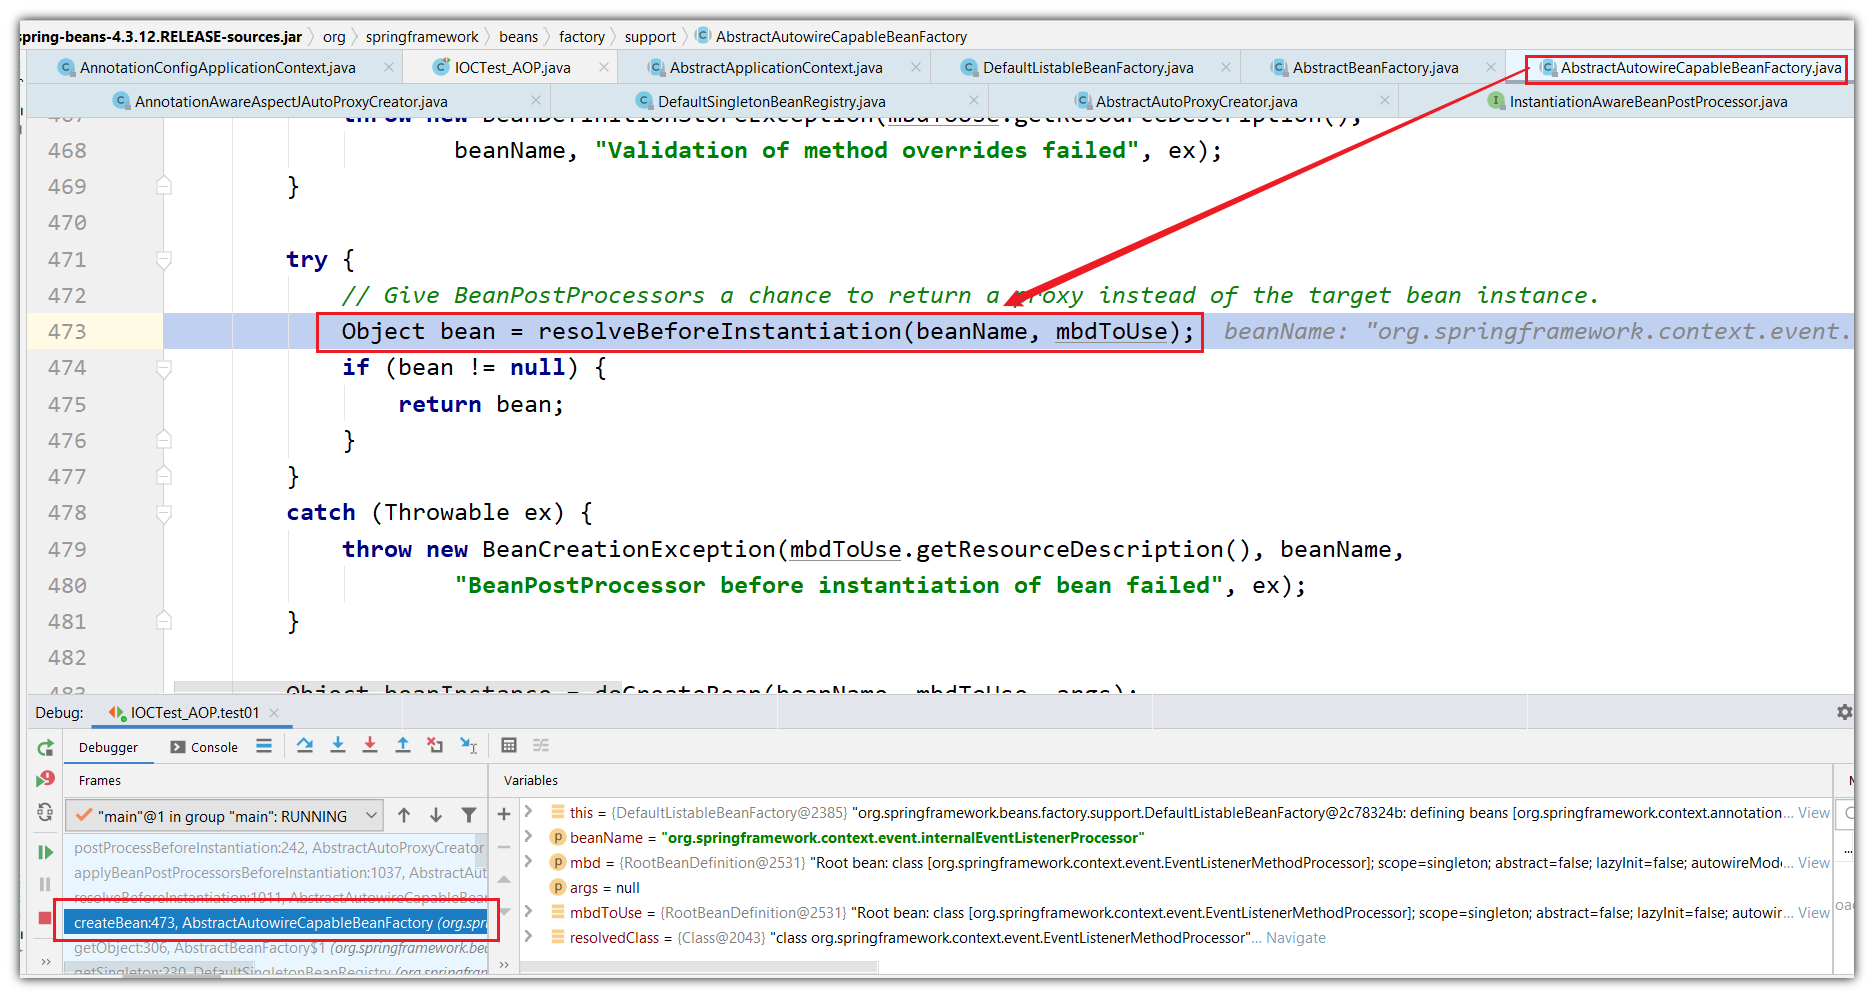 spring-beans-4.3.12.RELEASE-sources.jar org springframework beans factory support AbstractAutowireCapableBeanFactory
AnnotationConfigApplicationContext.java IOCTest_AOP.java AbstractApplicationContext.java DefaultListableBeanFactory.java AbstractBeanFactory.java AbstractAutowireCapableBeanFactory.java
AnnotationAwareAspectJAutoProxyCreator.java DefaultSingletonBeanRegistry.java AbstractAutoProxyCreator.java InstantiationAwareBeanPostProcessor.java
467 throw new BeanDefinitionStoreException(mbdToUse.getResourceDescription(),
468 beanName, "Validation of method overrides failed", ex);
469 }
470
471 try {
472 // Give BeanPostProcessors a chance to return a proxy instead of the target bean instance.
473 Object bean = resolveBeforeInstantiation(beanName, mbdToUse); beanName: "org.springframework.context.event.
474 if (bean != null) {
475 return bean;
476 }
477 }
478 catch (Throwable ex) {
479 throw new BeanCreationException(mbdToUse.getResourceDescription(), beanName,
480 "BeanPostProcessor before instantiation of bean failed", ex);
481 }
482
483 Object beanInstance = doCreateBean(beanName, mbdToUse, args);
Debug: IOCTest_AOP.test01
Debugger Console
Frames
"main"@1 in group "main": RUNNING
postProcessBeforeInstantiation:242, AbstractAutoProxyCreator
applyBeanPostProcessorsBeforeInstantiation:1037, AbstractAut
resolveBeforeInstantiation:1011, AbstractAutowireCapableBean
createBean:473, AbstractAutowireCapableBeanFactory (org.spri
getObject:306, AbstractBeanFactory$1 (org.springframework.bea
getSingleton:230, DefaultSingletonBeanRegistry (org.springfram
Variables
this = {DefaultListableBeanFactory@2385} "org.springframework.beans.factory.support.DefaultListableBeanFactory@2c78324b: defining beans [org.springframework.context.annotation... View
beanName = "org.springframework.context.event.internalEventListenerProcessor"
mbd = {RootBeanDefinition@2531} "Root bean: class [org.springframework.context.event.EventListenerMethodProcessor]; scope=singleton; abstract=false; lazyInit=false; autowireMod... View
args = null
mbdToUse = {RootBeanDefinition@2531} "Root bean: class [org.springframework.context.event.EventListenerMethodProcessor]; scope=singleton; abstract=false; lazyInit=false; autowir... View
resolvedClass = {Class@2043} "class org.springframework.context.event.EventListenerMethodProcessor"... Navigate